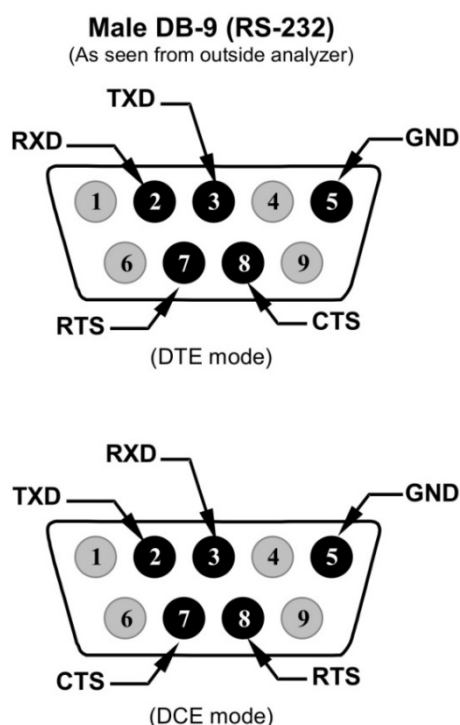 Male DB-9 (RS-232)
(As seen from outside analyzer)
TXD
RXD
GND
1 2 3 4 5
6 7 8 9
RTS
CTS
(DTE mode)
RXD
TXD
GND
1 2 3 4 5
6 7 8 9
CTS
RTS
(DCE mode)